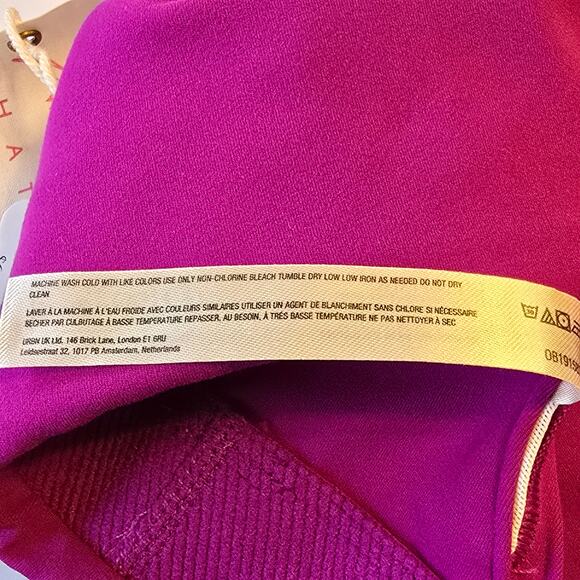 MACHINE WASH COLD WITH LIKE COLORS USE ONLY NON-CHLORINE BLEACH TUMBLE DRY LOW LOW IRON AS NEEDED DO NOT DRY
CLEAN
LAVER À LA MACHINE À L'EAU FROIDE AVEC COULEURS SIMILAIRES UTILISER UN AGENT DE BLANCHIMENT SANS CHLORE SI NÉCESSAIRE
SECHER PAR CULBUTAGE À BASSE TEMPÉRATURE REPASSER, AU BESOIN, À TRÈS BASSE TEMPÉRATURE NE PAS NETTOYER À SEC
URBN UK Ltd. 146 Brick Lane, London E1 6RU
Leidsestraat 32, 1017 PB Amsterdam, Netherlands
30
H A T